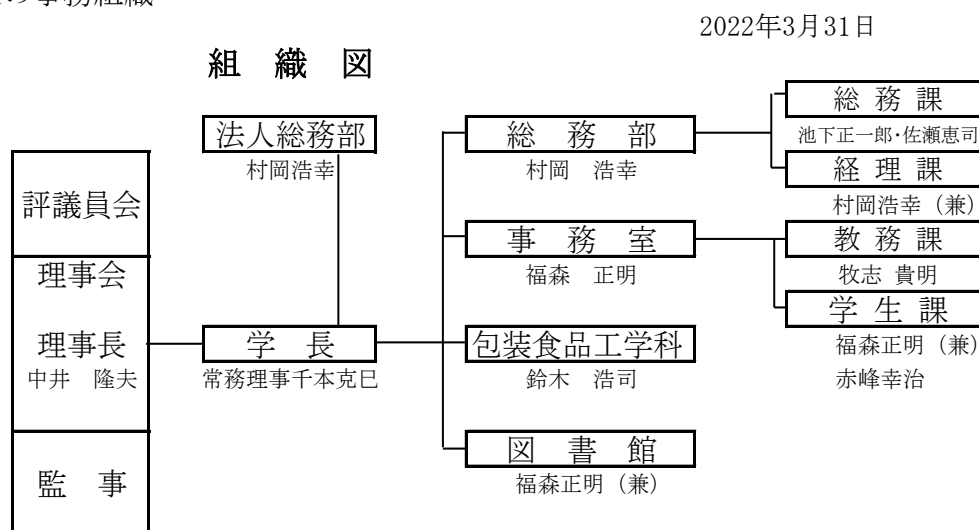 事務組織
2022年3月31日
組 織 図
法人総務部
村岡浩幸
評議員会
理事会
理事長
中井 隆夫
監 事
学 長
常務理事千本克巳
総 務 部
村岡 浩幸
事 務 室
福森 正明
包装食品工学科
鈴木 浩司
図 書 館
福森正明（兼）
総 務 課
池下正一郎·佐瀬恵司
経 理 課
村岡浩幸（兼）
教 務 課
牧志 貴明
学 生 課
福森正明（兼）
赤峰幸治